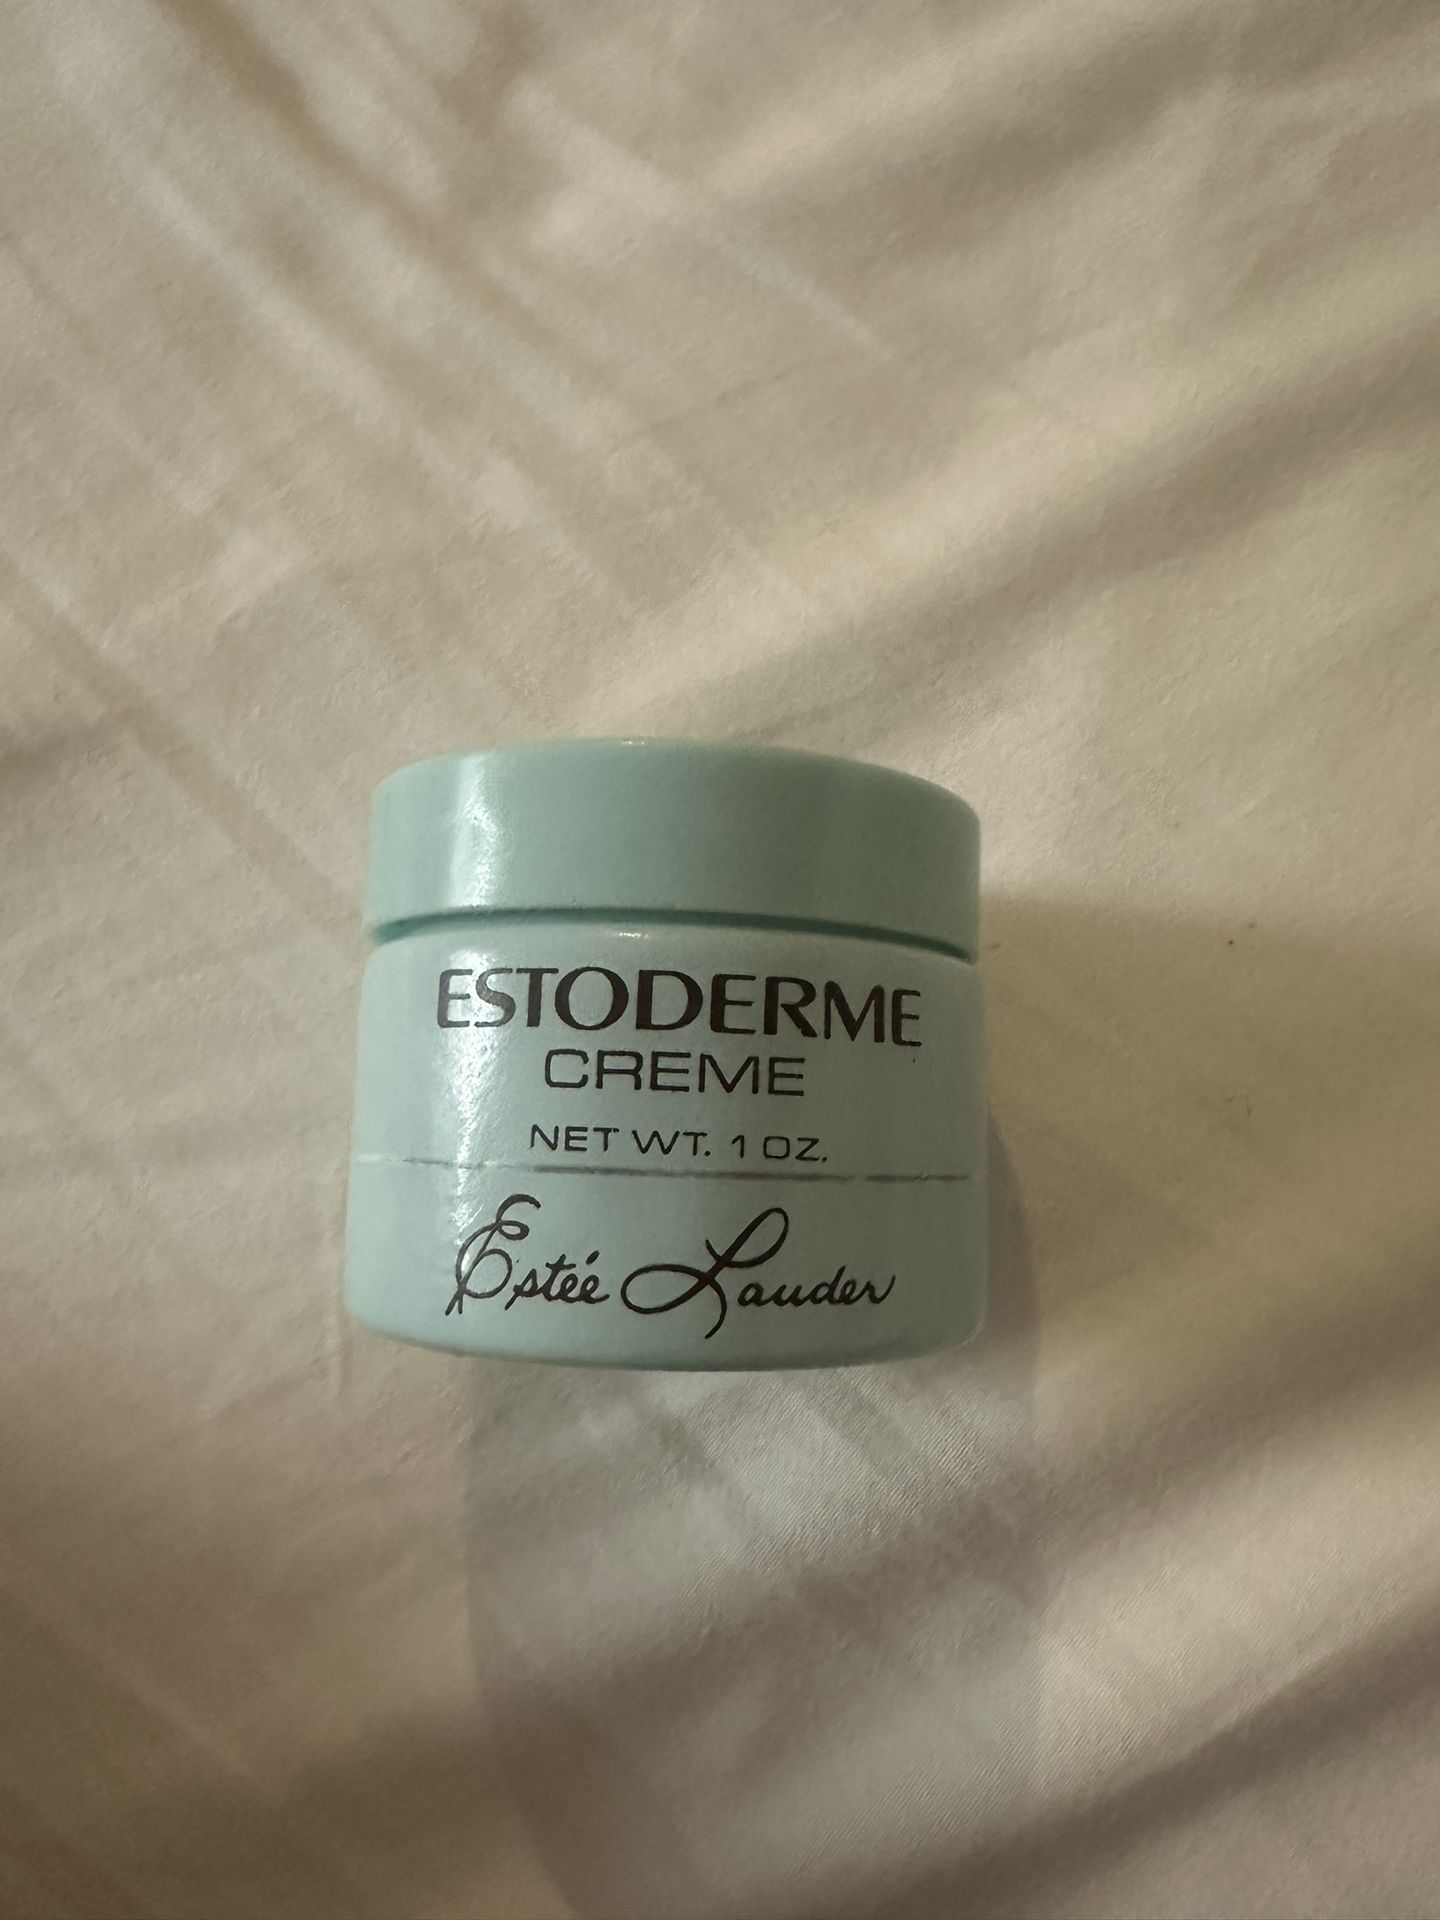 ESTODERME
CREME
NET WT. 1 OZ.
Estée Lauder